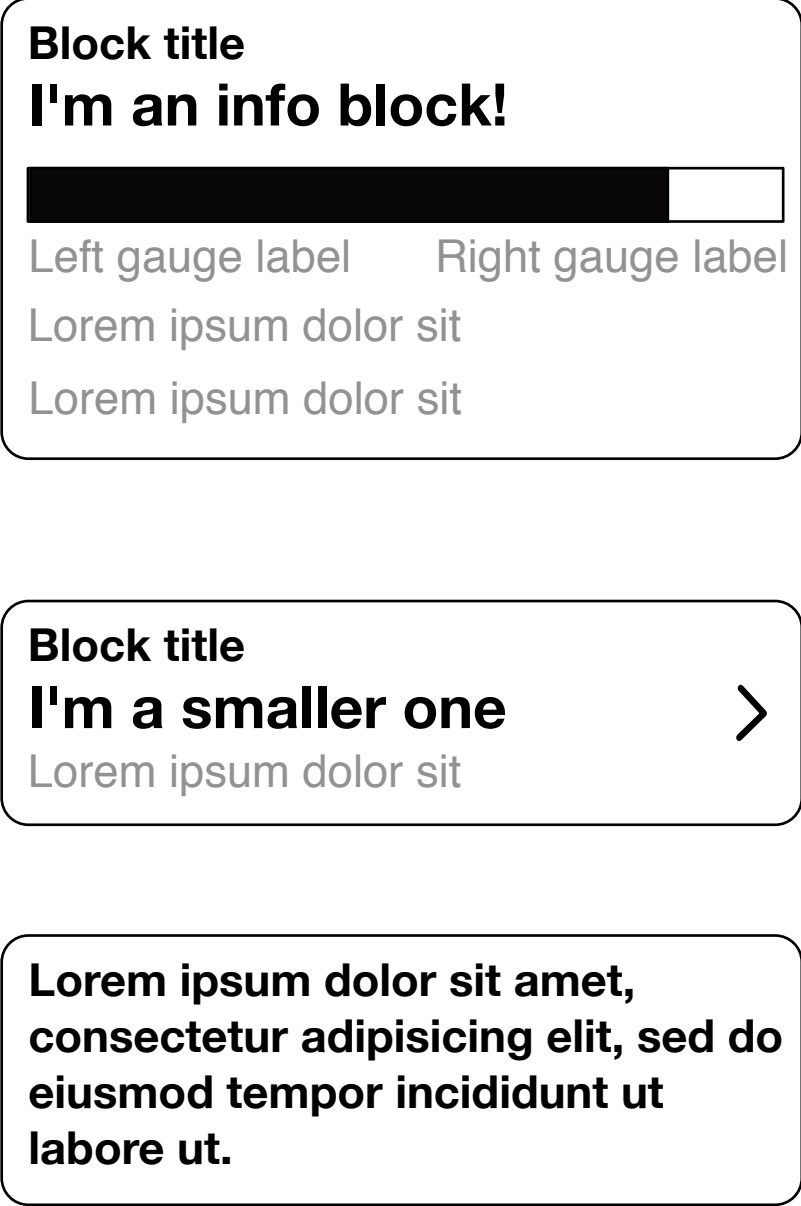 Block title
I'm an info block!
Left gauge label Right gauge label
Lorem ipsum dolor sit
Lorem ipsum dolor sit
Block title
I'm a smaller one
Lorem ipsum dolor sit
Lorem ipsum dolor sit amet,
consectetur adipisicing elit, sed do
eiusmod tempor incididunt ut
labore ut.